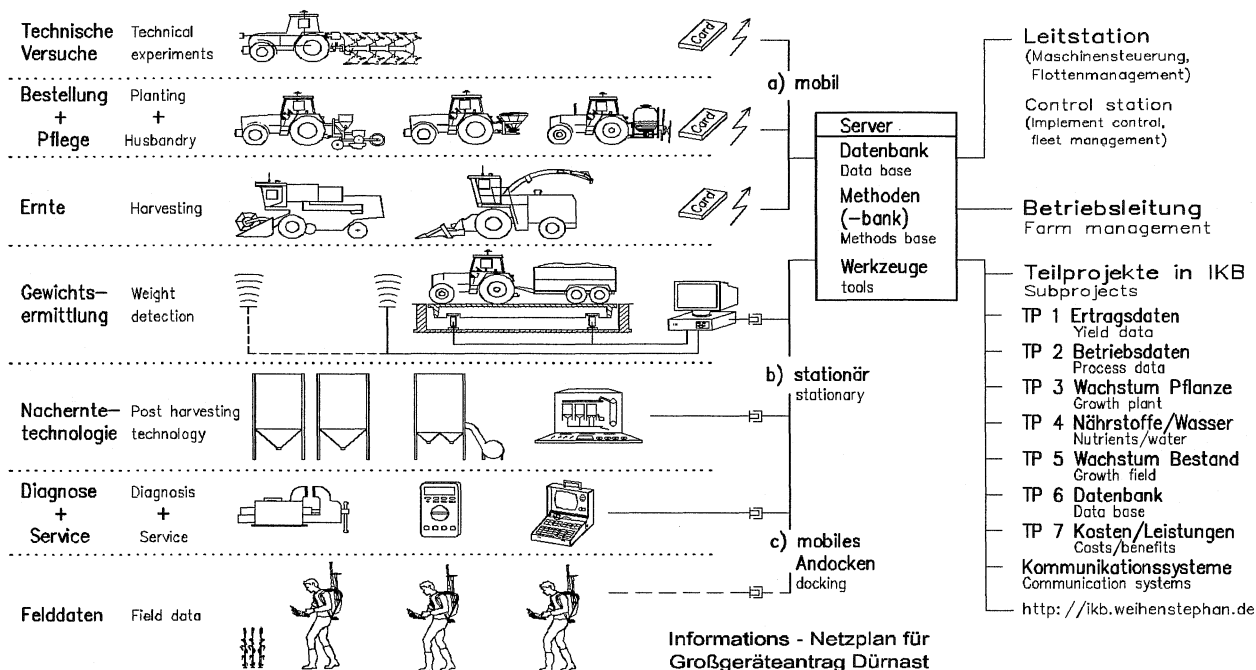 Technische
Versuche
Technical
experiments
Card
Bestellung
+
Pflege
Planting
+
Husbandry
Card
Ernte
Harvesting
Card
Gewichts-
ermittlung
Weight
detection
Nachernte-
technologie
Post harvesting
technology
Diagnose
+
Service
Diagnosis
+
Service
Felddaten
Field data
a) mobil
b) stationär
stationary
c) mobiles
Andocken
docking
Server
Datenbank
Data base
Methoden
(-bank)
Methods base
Werkzeuge
tools
Leitstation
(Maschinensteuerung,
Flottenmanagement)
Control station
(Implement control,
fleet management)
Betriebsleitung
Farm management
Teilprojekte in IKB
Subprojects
TP 1 Ertragsdaten
Yield data
TP 2 Betriebsdaten
Process data
TP 3 Wachstum Pflanze
Growth plant
TP 4 Nährstoffe/Wasser
Nutrients/water
TP 5 Wachstum Bestand
Growth field
TP 6 Datenbank
Data base
TP 7 Kosten/Leistungen
Costs/benefits
Kommunikationssysteme
Communication systems
http://ikb.weihenstephan.de
Informations - Netzplan für
Großgeräteantrag Dürnast